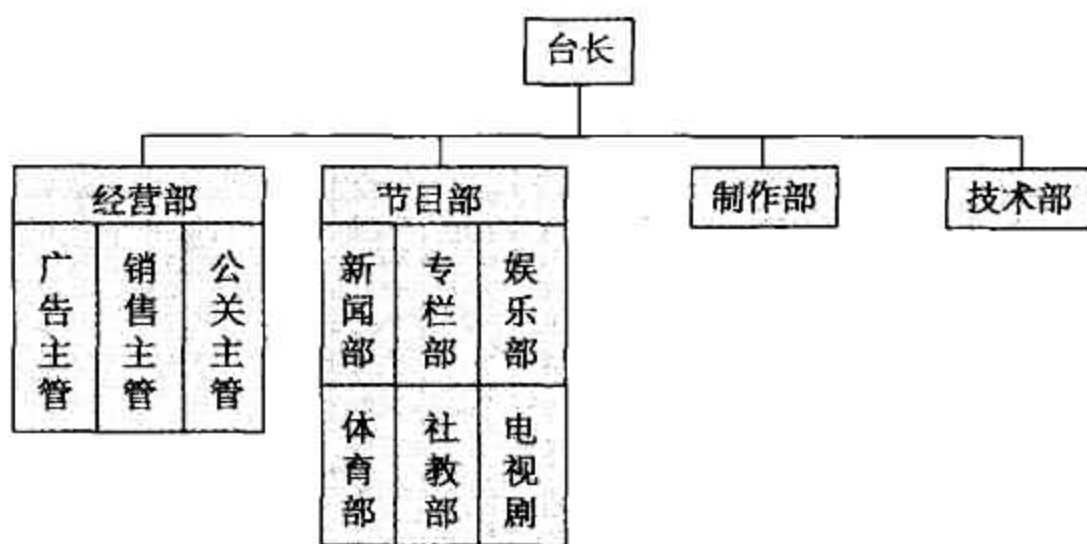 台长
经营部
节目部
制作部
技术部
广告主管
销售主管
公关主管
新闻部
专栏部
娱乐部
体育部
社教部
电视剧